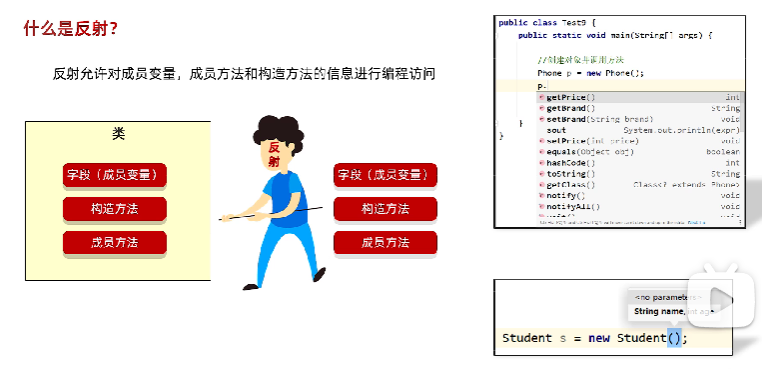 什么是反射？
反射允许对成员变量，成员方法和构造方法的信息进行编程访问
类
字段（成员变量）
构造方法
成员方法
反射
字段（成员变量）
构造方法
成员方法
public class Test9 {
public static void main(String[] args) {
//创建对象并调用方法
Phone p = new Phone();
p.
getPrice() int
getBrand() String
setBrand(String brand) void
sout System.out.println(expr)
setPrice(int price) void
equals(Object obj) boolean
hashCode() int
toString() String
getClass() Class<? extends Phone>
notify() void
notifyAll() void
}
}
<no parameters>
String name, int age
Student s = new Student();